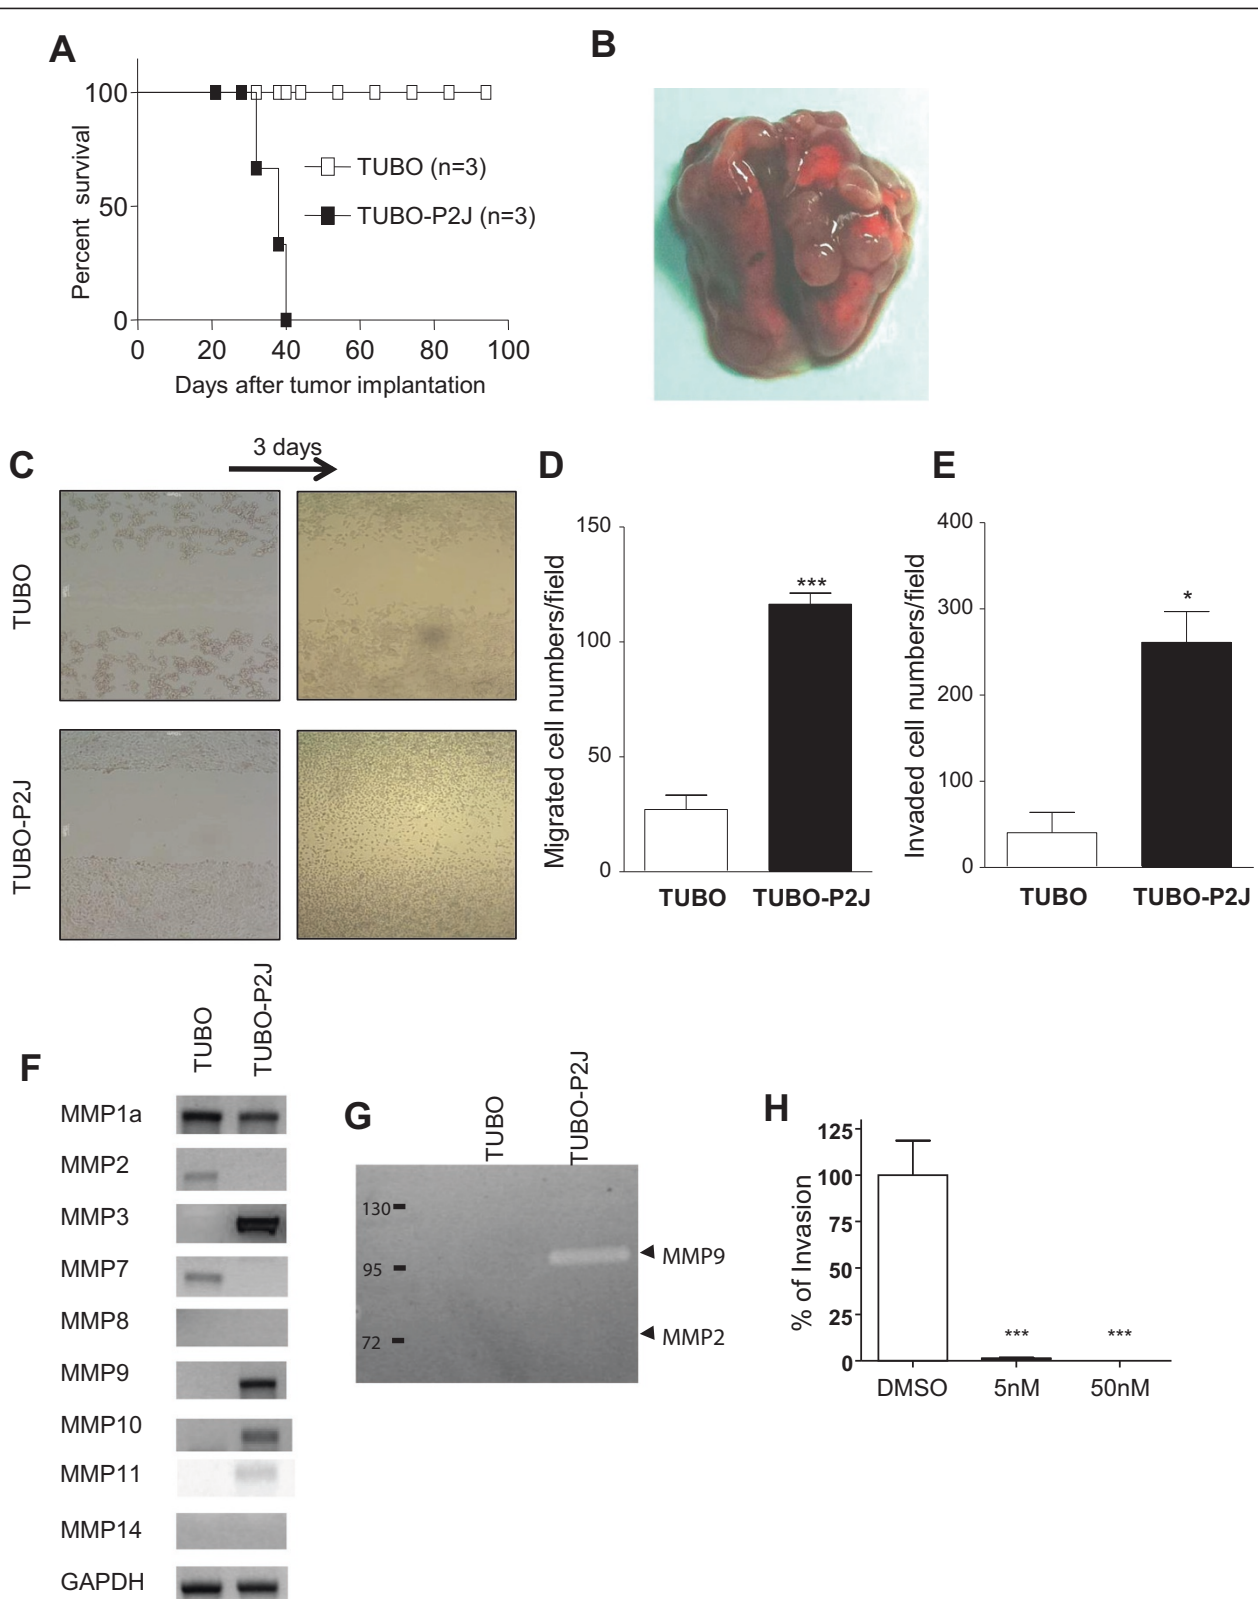 A
B
100
50
0
Percent survival
TUBO (n=3)
TUBO-P2J (n=3)
0 20 40 60 80 100
Days after tumor implantation
C
3 days
TUBO
TUBO-P2J
D
150
100
50
0
Migrated cell numbers/field
***
TUBO TUBO-P2J
E
400
300
200
100
0
Invaded cell numbers/field
*
TUBO TUBO-P2J
F
TUBO
TUBO-P2J
MMP1a
MMP2
MMP3
MMP7
MMP8
MMP9
MMP10
MMP11
MMP14
GAPDH
G
TUBO
TUBO-P2J
130
95
72
MMP9
MMP2
H
125
100
75
50
25
0
% of Invasion
*** ***
DMSO 5nM 50nM